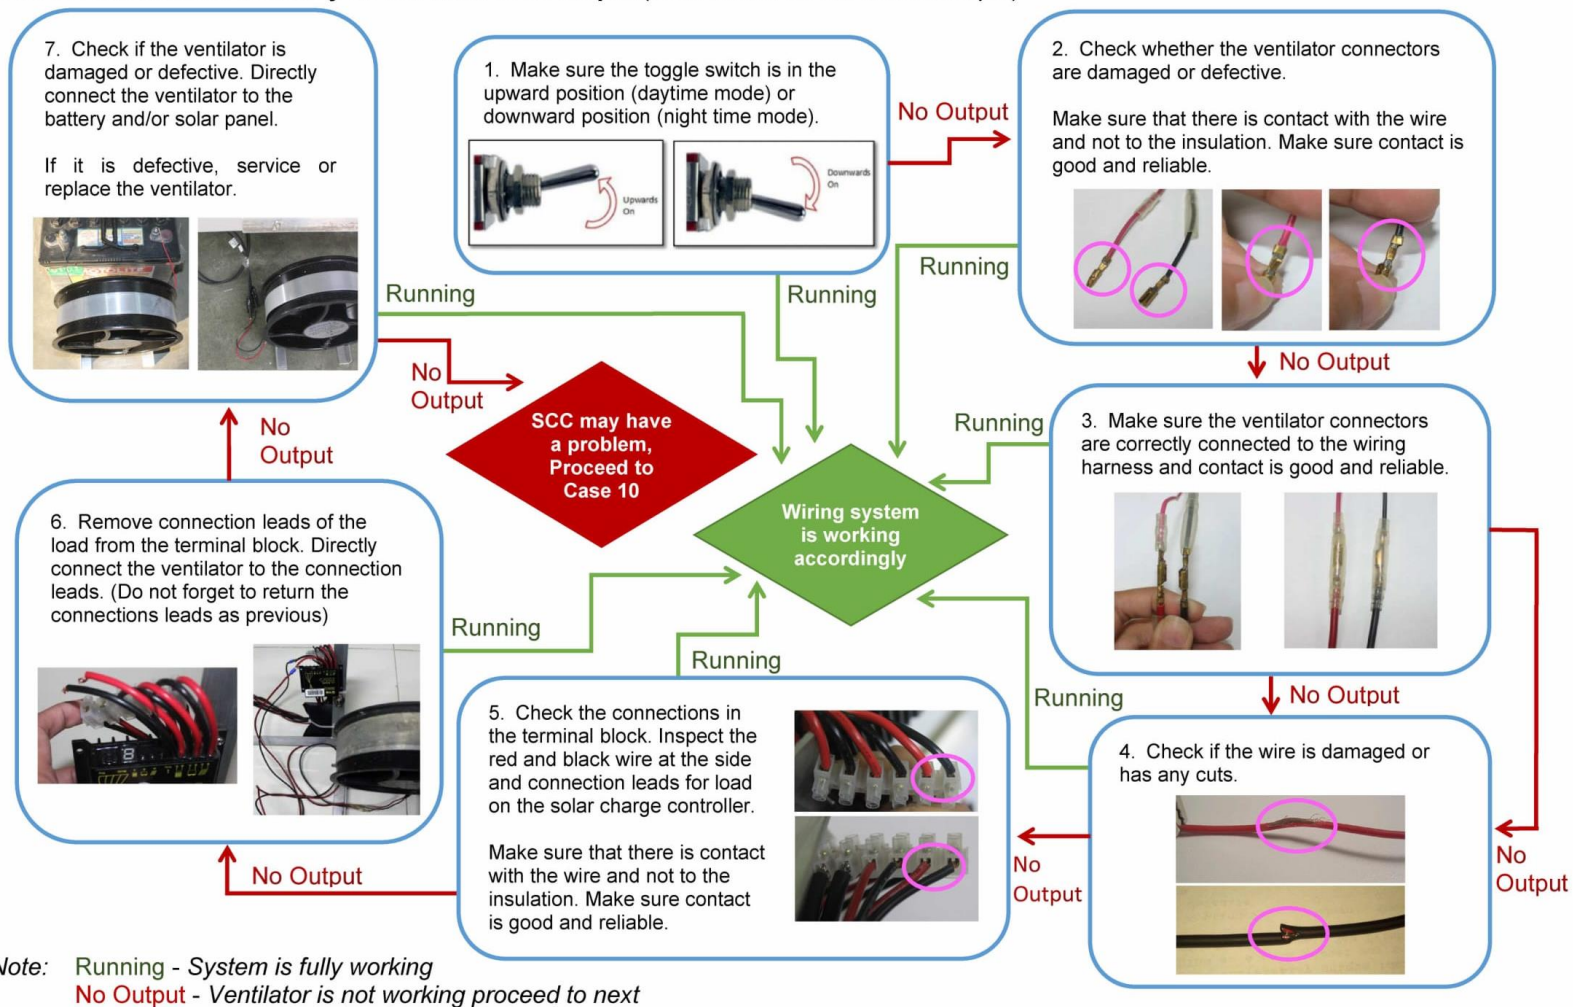 7. Check if the ventilator is
damaged or defective. Directly
connect the ventilator to the
battery and/or solar panel.
If it is defective, service or
replace the ventilator.
1. Make sure the toggle switch is in the
upward position (daytime mode) or
downward position (night time mode).
Upwards
On
Downwards
On
No Output
2. Check whether the ventilator connectors
are damaged or defective.
Make sure that there is contact with the wire
and not to the insulation. Make sure contact is
good and reliable.
Running
Running
Running
No Output
No
Output
SCC may have
a problem,
Proceed to
Case 10
Running
3. Make sure the ventilator connectors
are correctly connected to the wiring
harness and contact is good and reliable.
No
Output
6. Remove connection leads of the
load from the terminal block. Directly
connect the ventilator to the connection
leads. (Do not forget to return the
connections leads as previous)
Wiring system
is working
accordingly
Running
Running
Running
No Output
5. Check the connections in
the terminal block. Inspect the
red and black wire at the side
and connection leads for load
on the solar charge controller.
Make sure that there is contact
with the wire and not to the
insulation. Make sure contact
is good and reliable.
4. Check if the wire is damaged or
has any cuts.
No
Output
No
Output
No Output
Note: Running - System is fully working
No Output - Ventilator is not working proceed to next